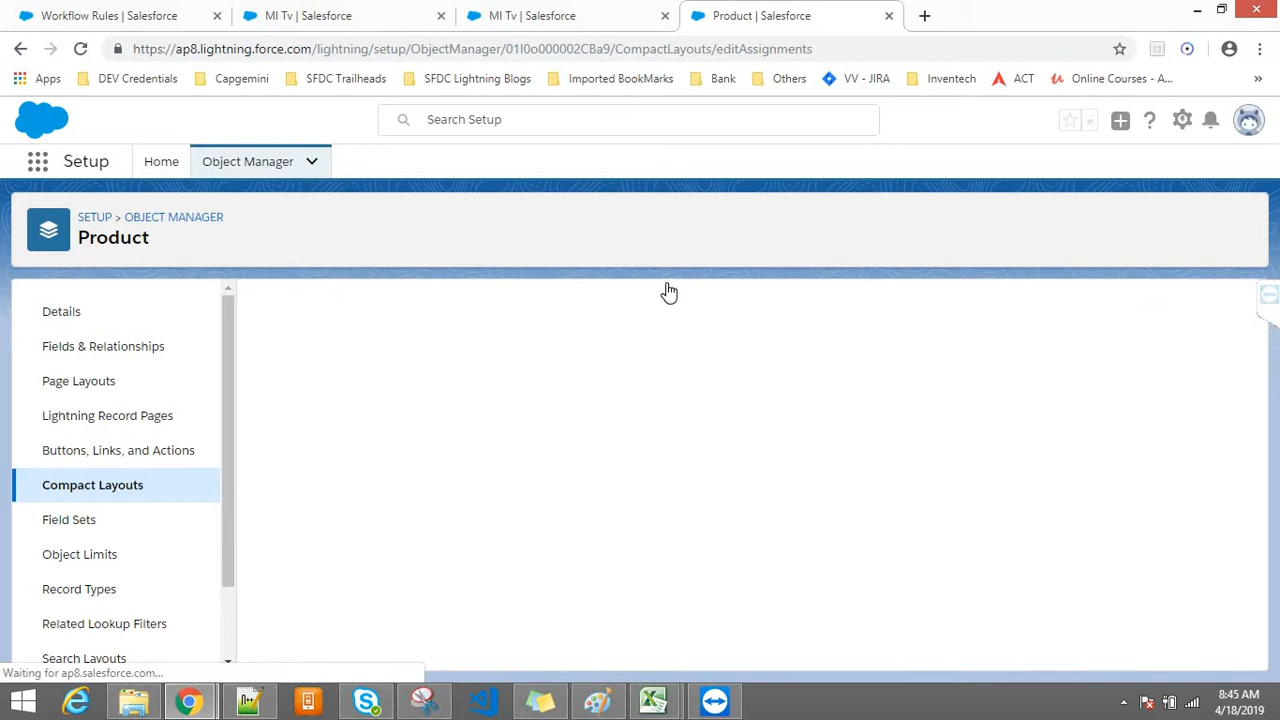 Workflow Rules | Salesforce
MI Tv | Salesforce
MI Tv | Salesforce
Product | Salesforce
https://ap8.lightning.force.com/lightning/setup/ObjectManager/01I0o000002CBa9/CompactLayouts/editAssignments
Apps
DEV Credentials
Capgemini
SFDC Trailheads
SFDC Lightning Blogs
Imported BookMarks
Bank
Others
VV - JIRA
Inventech
ACT
Online Courses - A...
Search Setup
Setup
Home
Object Manager
SETUP > OBJECT MANAGER
Product
Details
Fields & Relationships
Page Layouts
Lightning Record Pages
Buttons, Links, and Actions
Compact Layouts
Field Sets
Object Limits
Record Types
Related Lookup Filters
Search Layouts
Waiting for ap8.salesforce.com...
8:45 AM
4/18/2019